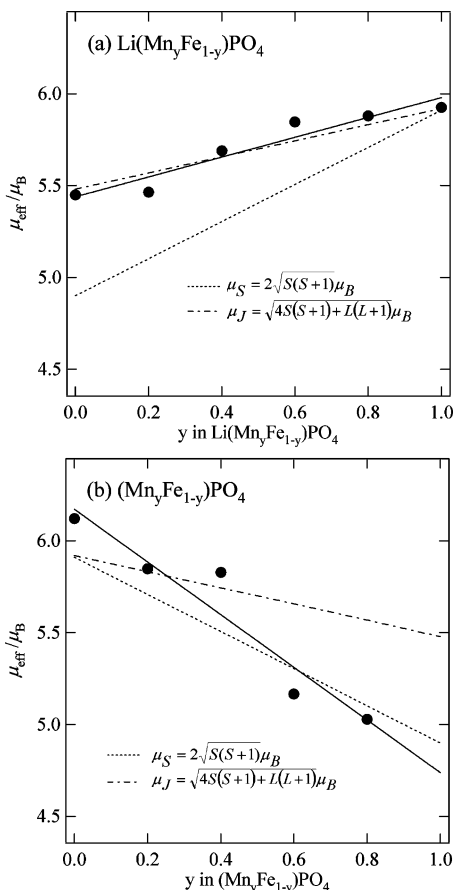 (a) Li(MnyFe1-y)PO4
6.0
5.5
5.0
4.5
μeff/μB
μS = 2√S(S+1)μB
μJ = √4S(S+1)+L(L+1)μB
0.0 0.2 0.4 0.6 0.8 1.0
y in Li(MnyFe1-y)PO4
(b) (MnyFe1-y)PO4
6.0
5.5
5.0
4.5
μeff/μB
μS = 2√S(S+1)μB
μJ = √4S(S+1)+L(L+1)μB
0.0 0.2 0.4 0.6 0.8 1.0
y in (MnyFe1-y)PO4